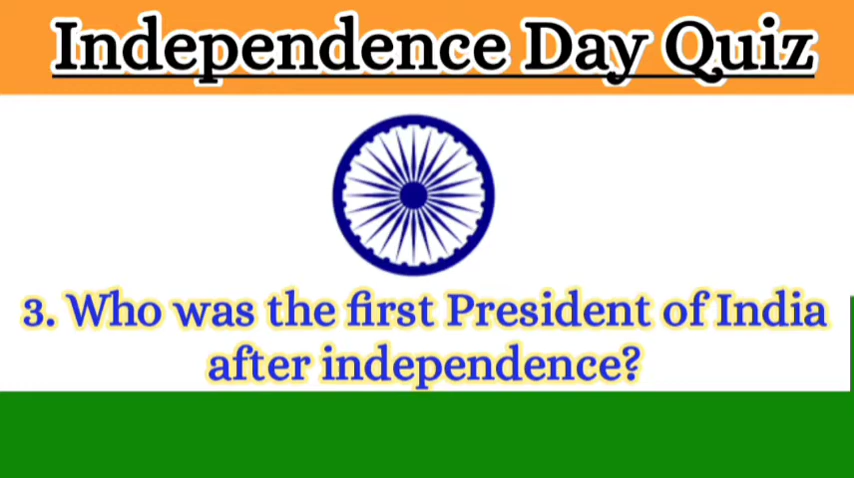 Independence Day Quiz
3. Who was the first President of India
after independence?